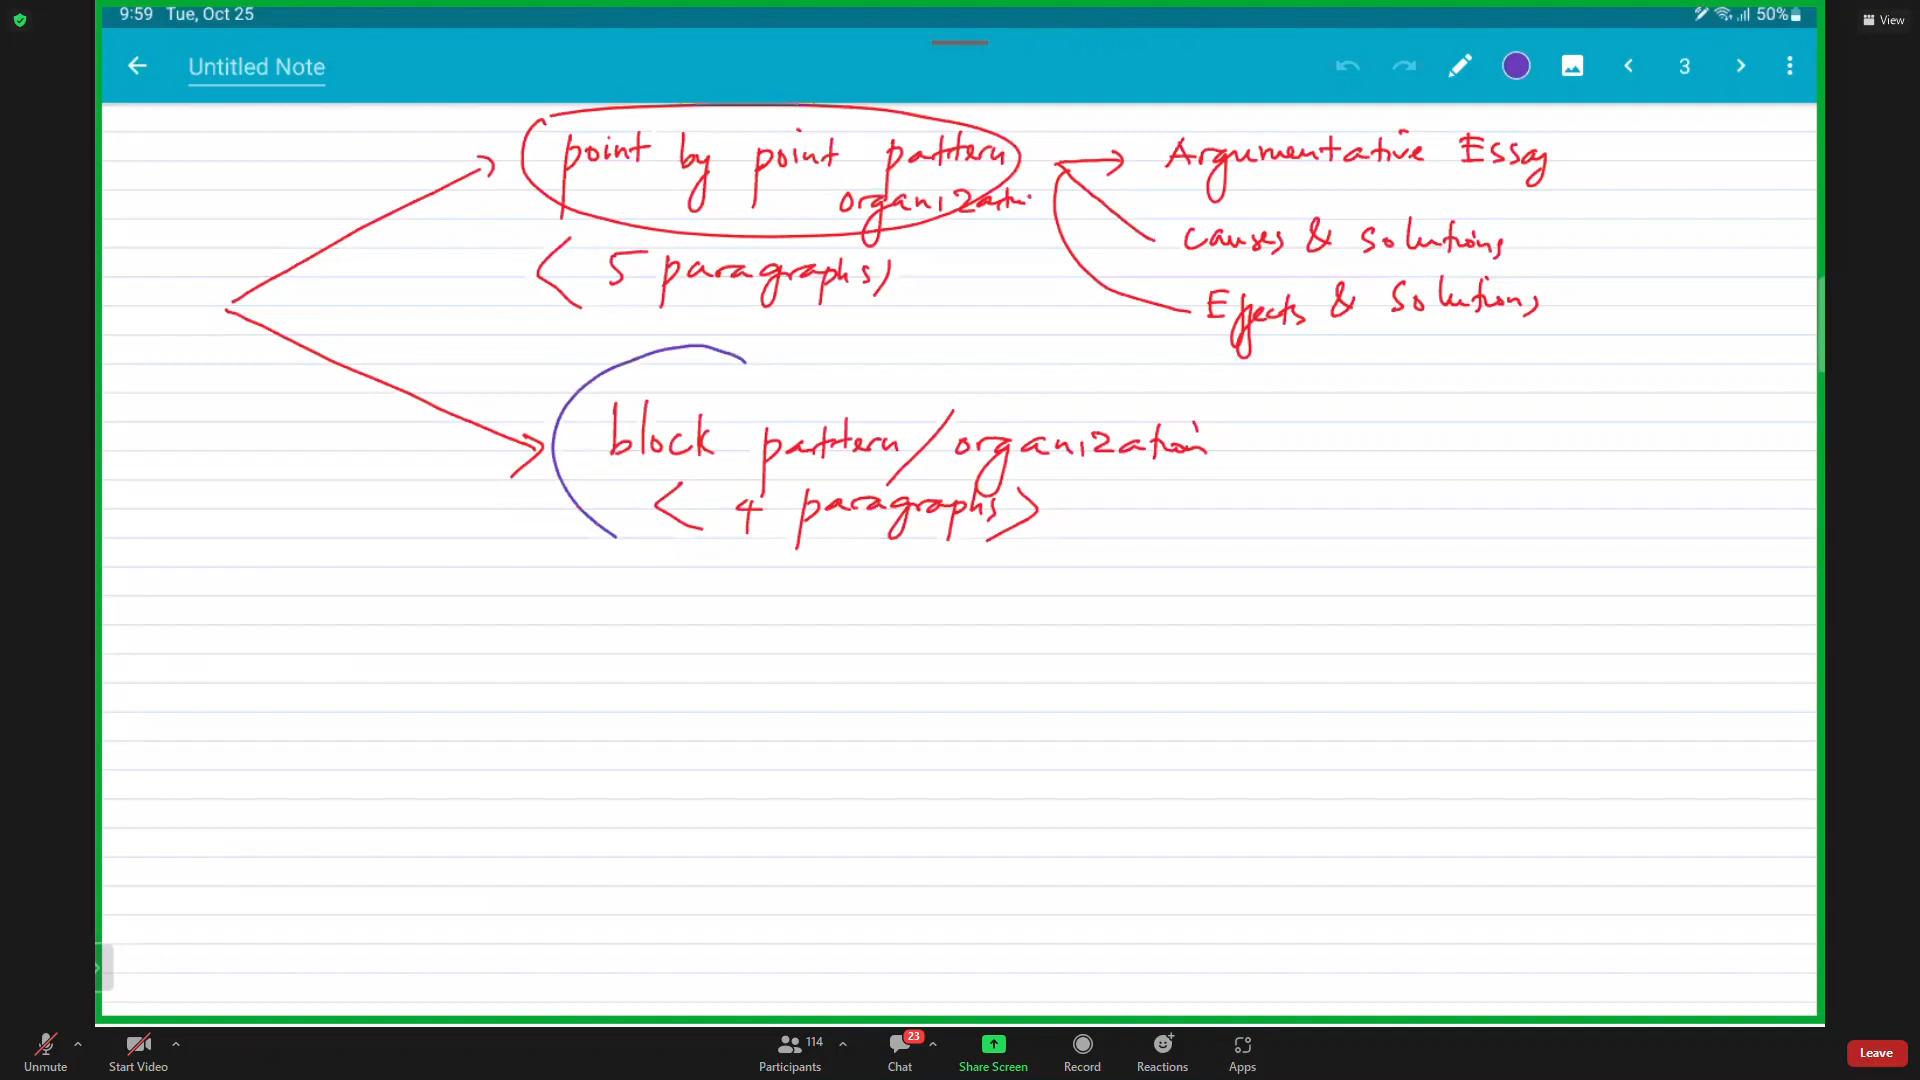 9:59 Tue, Oct 25
50%
View
Untitled Note
3
point by point pattern
organization
< 5 paragraphs)
Argumentative Essay
causes & solutions
Effects & solutions
block pattern/organization
< 4 paragraphs>
Unmute
Start Video
114
Participants
23
Chat
Share Screen
Record
Reactions
Apps
Leave